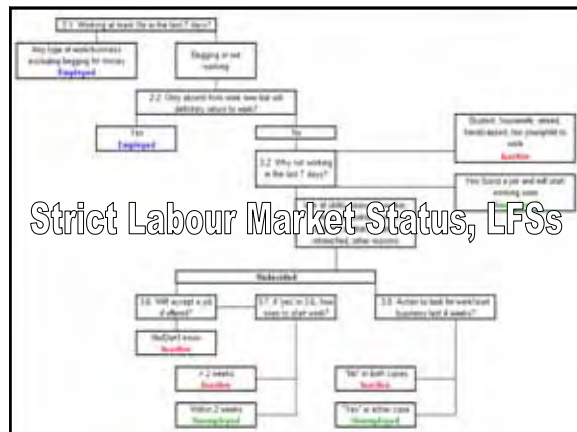 2.1 Working at least 1hr in the last 7 days?
Any type of work/business
excluding begging for money
Employed
Begging or not
working
2.2 Only absent from work now but will
definitely return to work?
Yes
Employed
No
Student, housewife, retired,
handicapped, too young/old to
work
Inactive
3.2 Why not working
in the last 7 days?
Has found a job and will start
working soon
Strict Labour Market Status, LFSs
retrenched, other reasons
Undecided
3.6 Will accept a job
if offered?
3.7 If 'yes' in 3.6, how
soon to start work?
3.8 Action to look for work/start
business last 4 weeks?
No/Don't know
Inactive
> 2 weeks
Inactive
"No" in both cases
Inactive
Within 2 weeks
Unemployed
"Yes" in either case
Unemployed